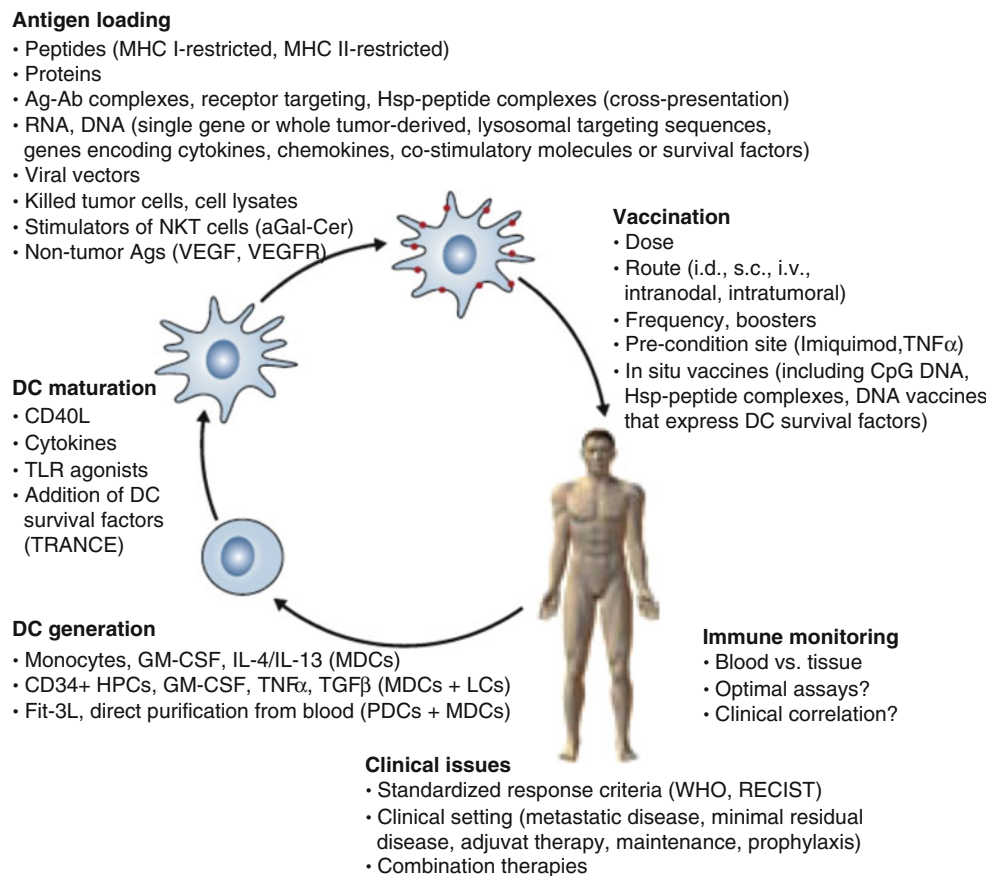 Antigen loading
• Peptides (MHC I-restricted, MHC II-restricted)
• Proteins
• Ag-Ab complexes, receptor targeting, Hsp-peptide complexes (cross-presentation)
• RNA, DNA (single gene or whole tumor-derived, lysosomal targeting sequences,
genes encoding cytokines, chemokines, co-stimulatory molecules or survival factors)
• Viral vectors
• Killed tumor cells, cell lysates
• Stimulators of NKT cells (aGal-Cer)
• Non-tumor Ags (VEGF, VEGFR)
Vaccination
• Dose
• Route (i.d., s.c., i.v.,
intranodal, intratumoral)
• Frequency, boosters
• Pre-condition site (Imiquimod,TNFα)
• In situ vaccines (including CpG DNA,
Hsp-peptide complexes, DNA vaccines
that express DC survival factors)
DC maturation
• CD40L
• Cytokines
• TLR agonists
• Addition of DC
survival factors
(TRANCE)
DC generation
• Monocytes, GM-CSF, IL-4/IL-13 (MDCs)
• CD34+ HPCs, GM-CSF, TNFα, TGFβ (MDCs + LCs)
• Fit-3L, direct purification from blood (PDCs + MDCs)
Immune monitoring
• Blood vs. tissue
• Optimal assays?
• Clinical correlation?
Clinical issues
• Standardized response criteria (WHO, RECIST)
• Clinical setting (metastatic disease, minimal residual
disease, adjuvat therapy, maintenance, prophylaxis)
• Combination therapies